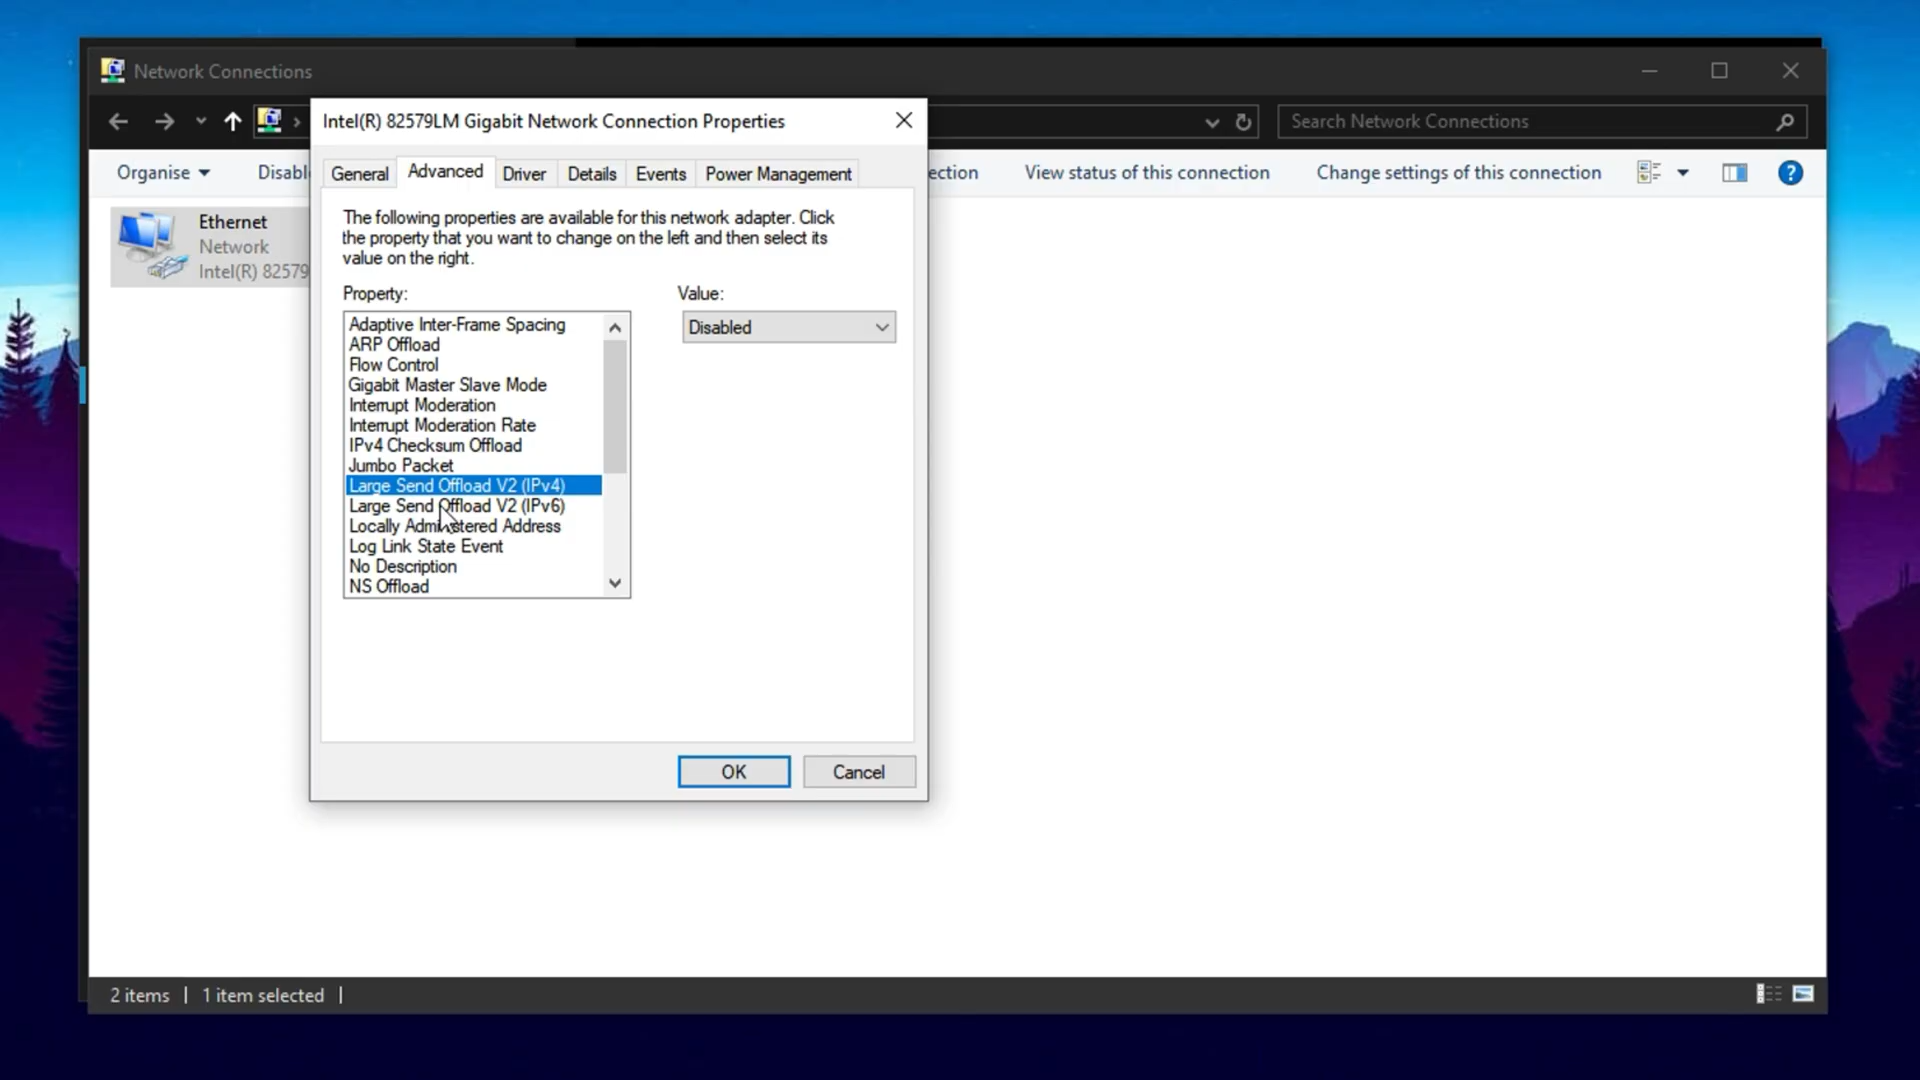 Network Connections
Search Network Connections
Intel(R) 82579LM Gigabit Network Connection Properties
Organise
Disabl
ection
View status of this connection
Change settings of this connection
?
Ethernet
Network
Intel(R) 82579
General
Advanced
Driver
Details
Events
Power Management
The following properties are available for this network adapter. Click
the property that you want to change on the left and then select its
value on the right.
Property:
Value:
Adaptive Inter-Frame Spacing
ARP Offload
Flow Control
Gigabit Master Slave Mode
Interrupt Moderation
Interrupt Moderation Rate
IPv4 Checksum Offload
Jumbo Packet
Large Send Offload V2 (IPv4)
Large Send Offload V2 (IPv6)
Locally Administered Address
Log Link State Event
No Description
NS Offload
Disabled
OK
Cancel
2 items
1 item selected